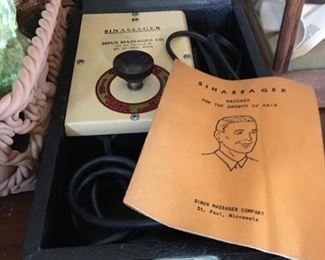 SINASSAGER
SINUS MASSAGER CO.
SINASSAGER
MASSAGE
FOR THE GROWTH OF HAIR
SINUS MASSAGER COMPANY
St. Paul, Minnesota